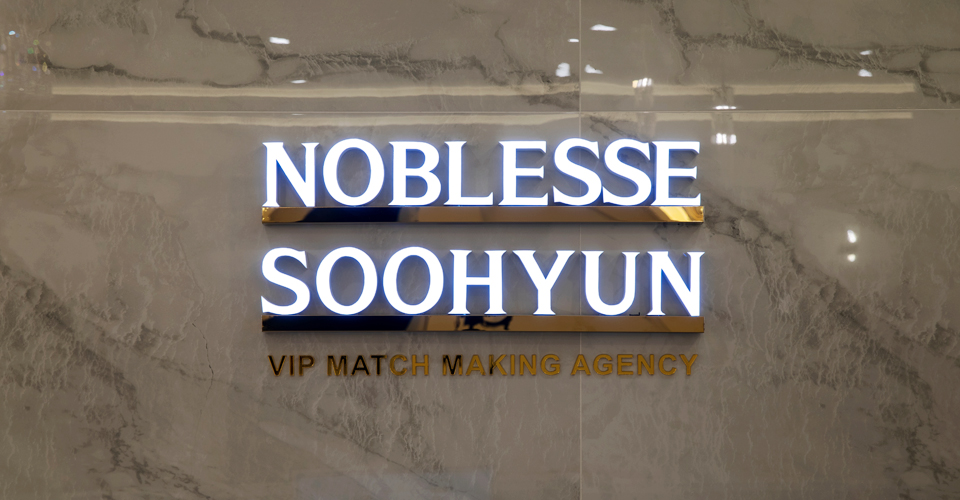 NOBLESSE
SOOHYUN
VIP MATCH MAKING AGENCY